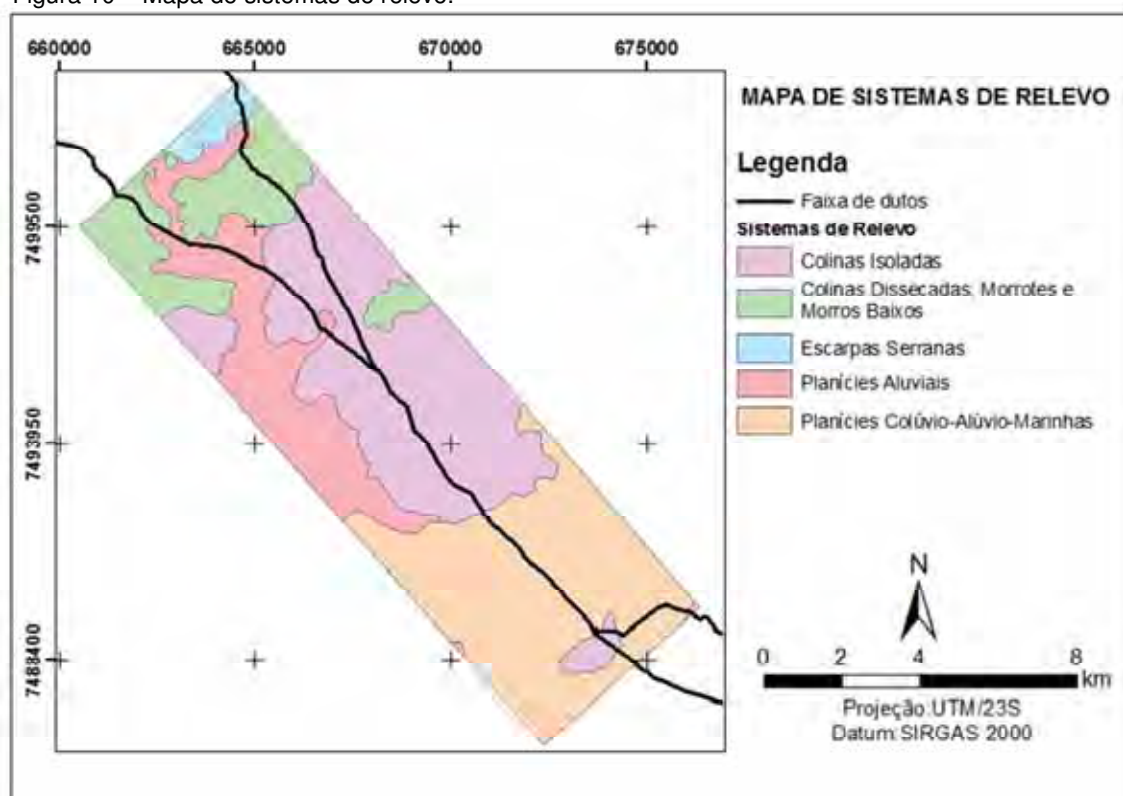 Figura 10 – Mapa de sistemas de relevo.
660000 665000 670000 675000
7499500
7493950
7488400
MAPA DE SISTEMAS DE RELEVO
Legenda
Faixa de dutos
Sistemas de Relevo
Colinas Isoladas
Colinas Dissecadas, Morrotes e
Morros Baixos
Escarpas Serranas
Planícies Aluviais
Planícies Colúvio-Alúvio-Marinhas
N
0 2 4 8
km
Projeção:UTM/23S
Datum:SIRGAS 2000